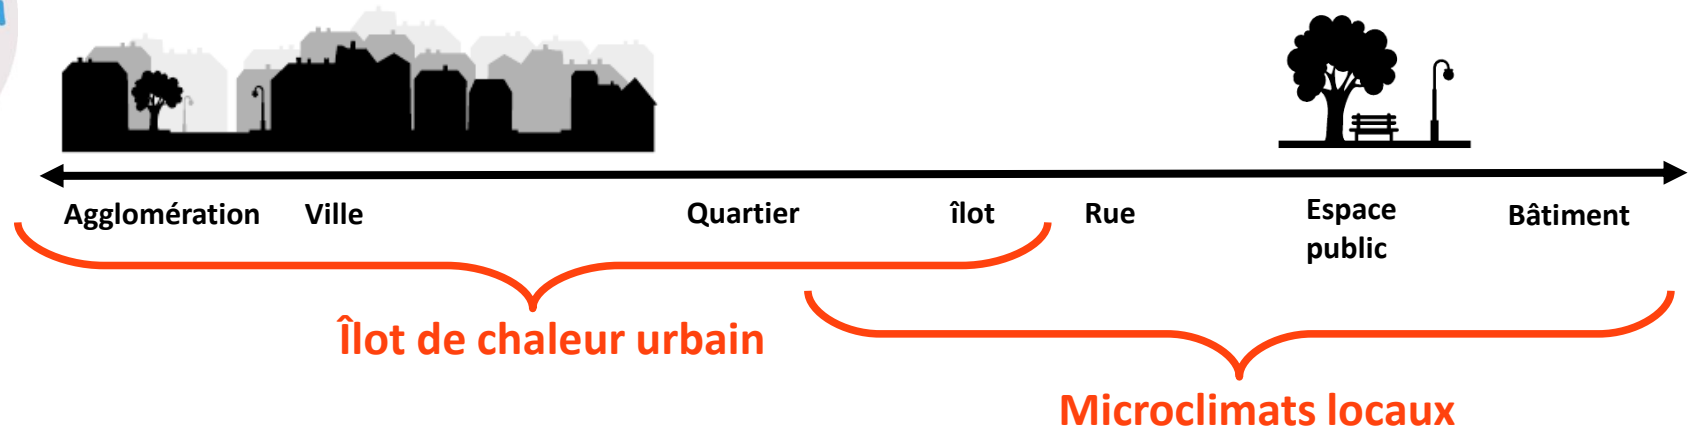 Agglomération Ville Quartier îlot Rue Espace public Bâtiment
Îlot de chaleur urbain
Microclimats locaux